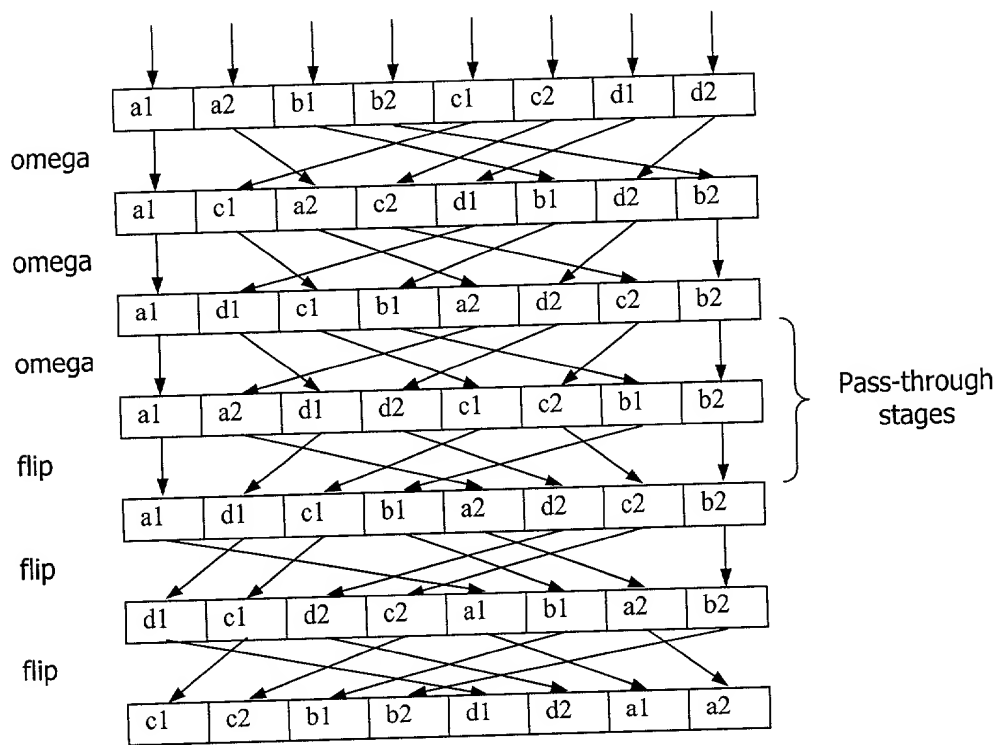 a1 a2 b1 b2 c1 c2 d1 d2
omega
a1 c1 a2 c2 d1 b1 d2 b2
omega
a1 d1 c1 b1 a2 d2 c2 b2
omega
Pass-through
stages
a1 a2 d1 d2 c1 c2 b1 b2
flip
a1 d1 c1 b1 a2 d2 c2 b2
flip
d1 c1 d2 c2 a1 b1 a2 b2
flip
c1 c2 b1 b2 d1 d2 a1 a2